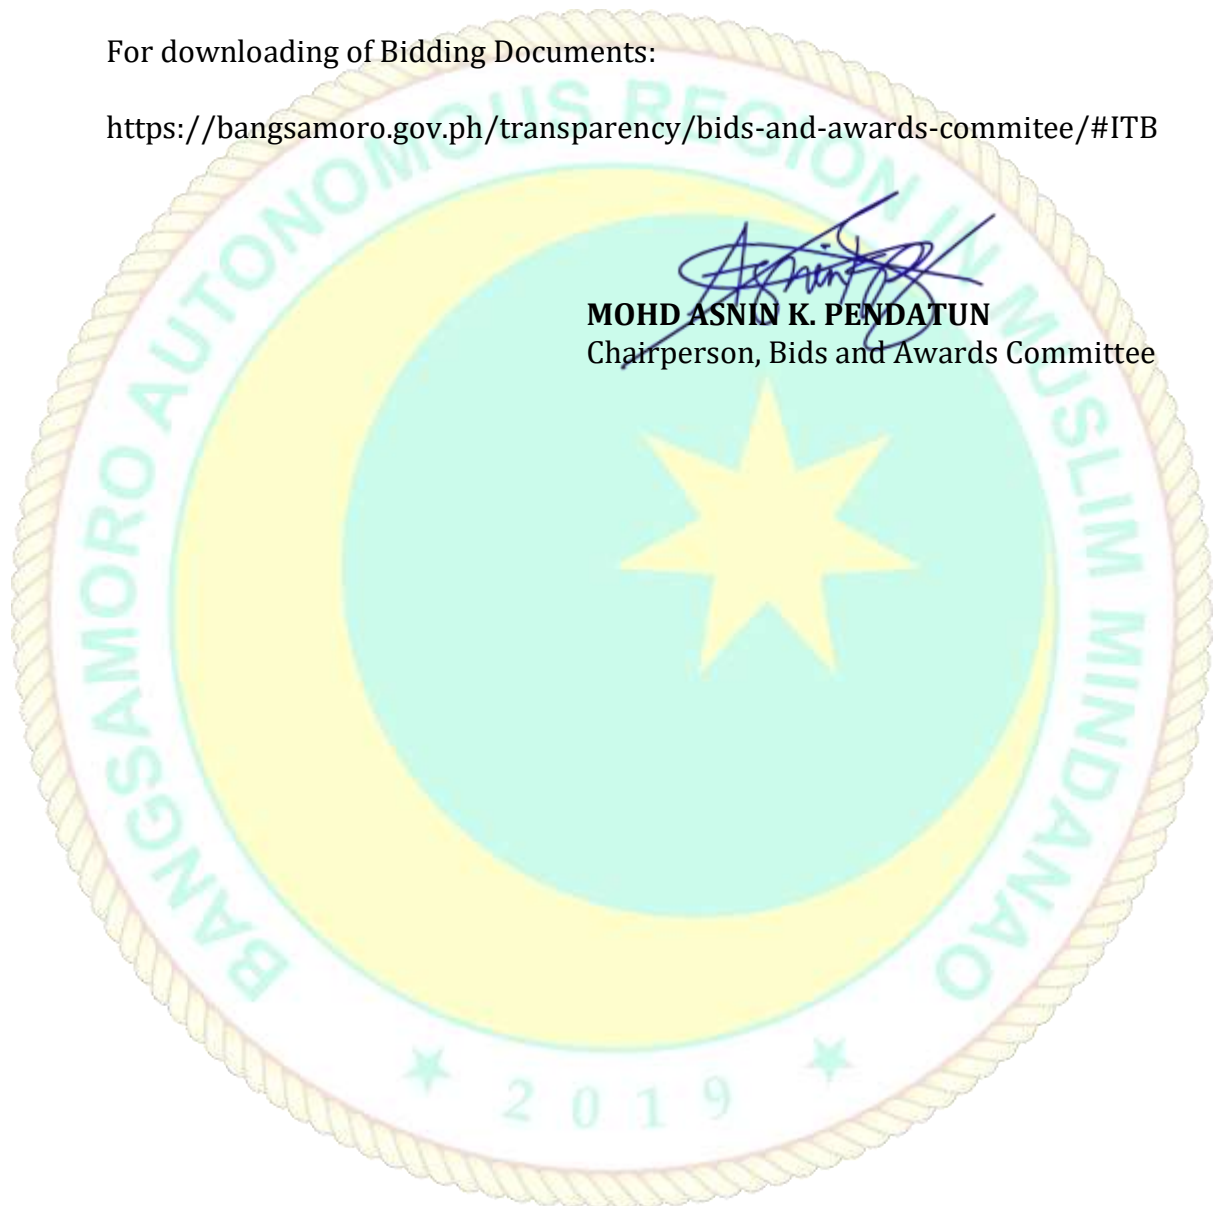 For downloading of Bidding Documents:
https://bangsamoro.gov.ph/transparency/bids-and-awards-commitee/#ITB
MOHD ASNIN K. PENDATUN
Chairperson, Bids and Awards Committee
BANGSAMORO AUTONOMOUS REGION IN MUSLIM MINDANAO
2019